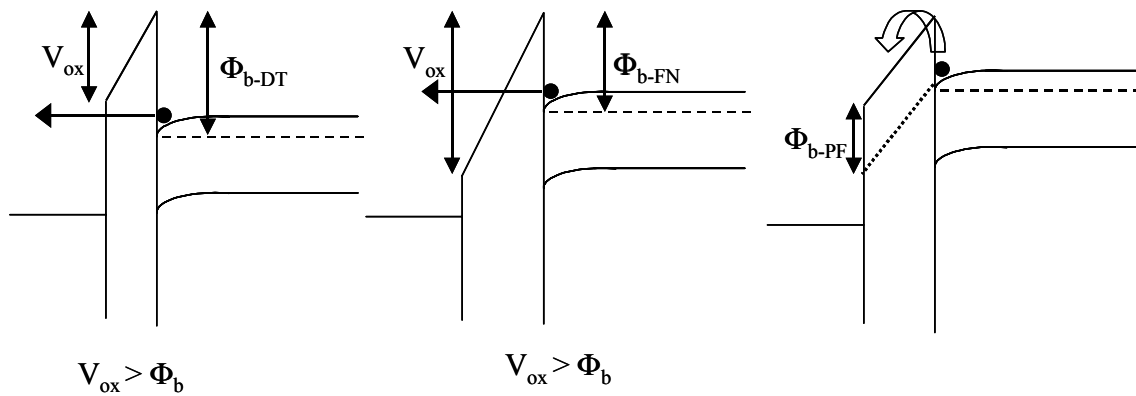 V_ox
Φ_b-DT
V_ox
Φ_b-FN
Φ_b-PF
V_ox > Φ_b
V_ox > Φ_b